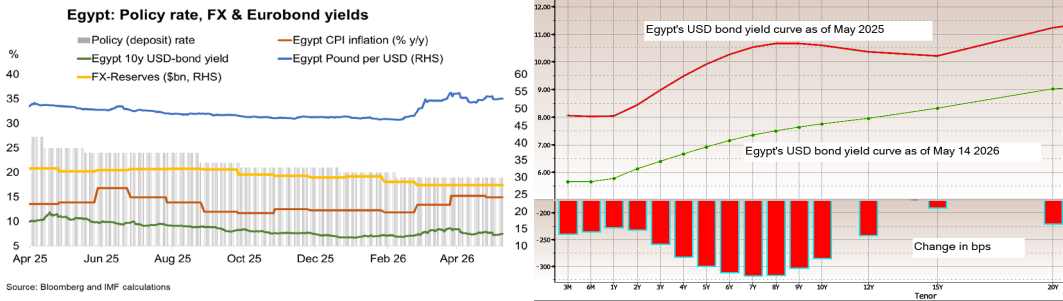 Egypt: Policy rate, FX & Eurobond yields
Policy (deposit) rate
Egypt CPI inflation (% y/y)
Egypt 10y USD-bond yield
Egypt Pound per USD (RHS)
FX-Reserves ($bn, RHS)
%
40
35
30
25
20
15
10
5
60
55
50
45
40
35
30
25
20
15
10
Apr 25
Jun 25
Aug 25
Oct 25
Dec 25
Feb 26
Apr 26
Source: Bloomberg and IMF calculations
Egypt's USD bond yield curve as of May 2025
Egypt's USD bond yield curve as of May 14 2026
12.00
11.00
10.00
9.00
8.00
7.00
6.00
-200
-250
-300
Change in bps
3M
6M
1Y
2Y
3Y
4Y
5Y
6Y
7Y
8Y
9Y
10Y
12Y
15Y
20Y
Tenor